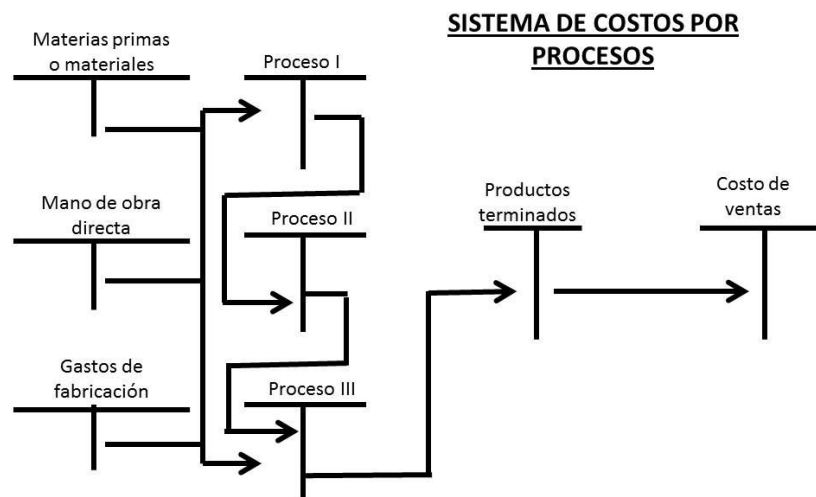 SISTEMA DE COSTOS POR
PROCESOS
Materias primas
o materiales
Proceso I
Mano de obra
directa
Proceso II
Productos
terminados
Costo de
ventas
Gastos de
fabricación
Proceso III